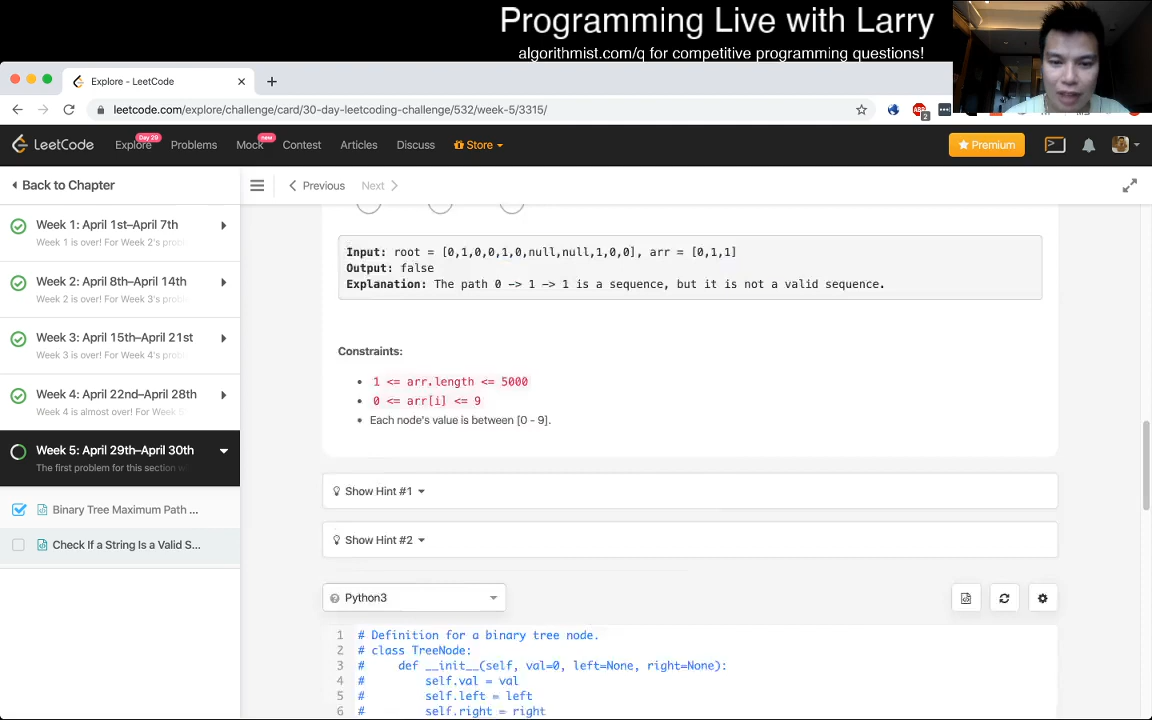 Programming Live with Larry
algorithmist.com/q for competitive programming questions!
Explore - LeetCode
leetcode.com/explore/challenge/card/30-day-leetcoding-challenge/532/week-5/3315/
ABP
2
LeetCode
Explore
Day 29
Problems
Mock
new
Contest
Articles
Discuss
Store
Premium
Back to Chapter
Previous
Next
Week 1: April 1st–April 7th
Week 1 is over! For Week 2's
Week 2: April 8th–April 14th
Week 2 is over! For Week 3's
Week 3: April 15th–April 21st
Week 3 is over! For Week 4's
Week 4: April 22nd–April 28th
Week 4 is almost over! For Week
Week 5: April 29th–April 30th
The first problem for this section
Binary Tree Maximum Path ...
Check If a String Is a Valid S...
Input: root = [0,1,0,0,1,0,null,null,1,0,0], arr = [0,1,1]
Output: false
Explanation: The path 0 -> 1 -> 1 is a sequence, but it is not a valid sequence.
Constraints:
• 1 <= arr.length <= 5000
• 0 <= arr[i] <= 9
• Each node's value is between [0 - 9].
Show Hint #1
Show Hint #2
Python3
1 # Definition for a binary tree node.
2 # class TreeNode:
3 #     def __init__(self, val=0, left=None, right=None):
4 #         self.val = val
5 #         self.left = left
6 #         self.right = right